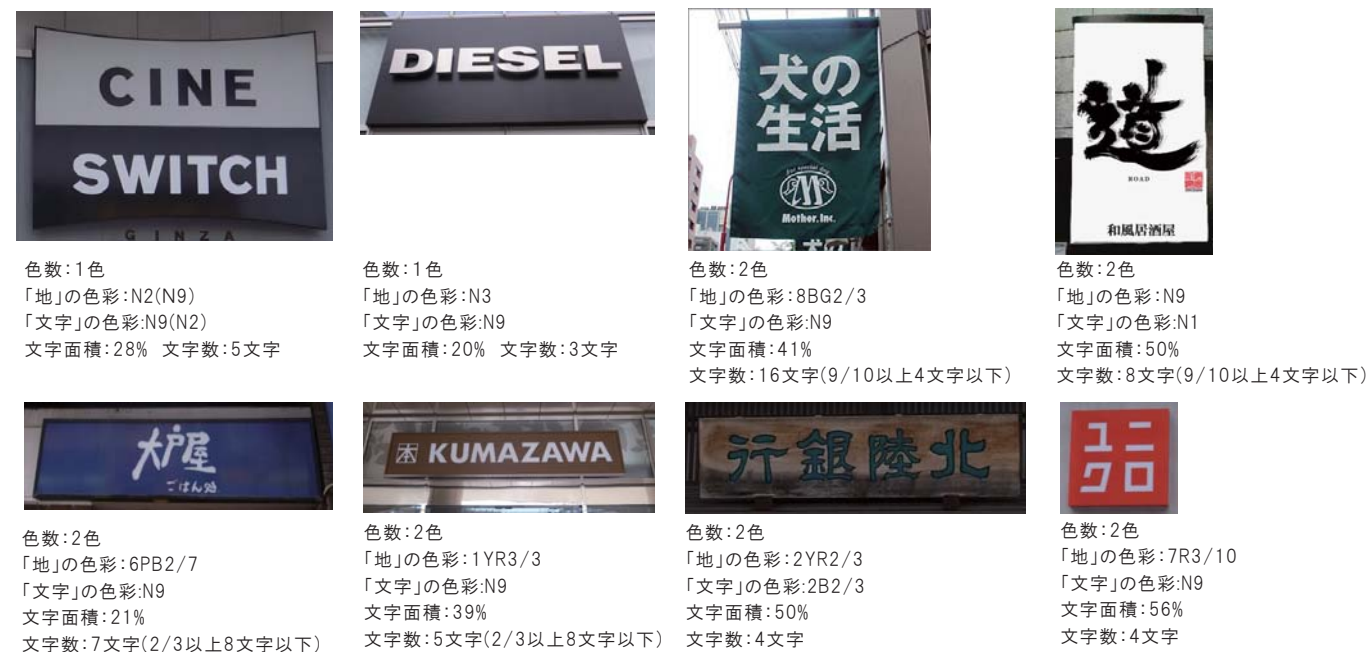 CINE
SWITCH
GINZA
色数:1色
「地」の色彩:N2(N9)
「文字」の色彩:N9(N2)
文字面積:28% 文字数:5文字
DIESEL
色数:1色
「地」の色彩:N3
「文字」の色彩:N9
文字面積:20% 文字数:3文字
犬の
生活
for special dog
M
Mother.Inc.
犬の
色数:2色
「地」の色彩:8BG2/3
「文字」の色彩:N9
文字面積:41%
文字数:16文字(9/10以上4文字以下)
道
ROAD
和風居酒屋
色数:2色
「地」の色彩:N9
「文字」の色彩:N1
文字面積:50%
文字数:8文字(9/10以上4文字以下)
大戸屋
ごはん処
色数:2色
「地」の色彩:6PB2/7
「文字」の色彩:N9
文字面積:21%
文字数:7文字(2/3以上8文字以下)
本 KUMAZAWA
色数:2色
「地」の色彩:1YR3/3
「文字」の色彩:N9
文字面積:39%
文字数:5文字(2/3以上8文字以下)
行銀陸北
色数:2色
「地」の色彩:2YR2/3
「文字」の色彩:2B2/3
文字面積:50%
文字数:4文字
ユニ
クロ
色数:2色
「地」の色彩:7R3/10
「文字」の色彩:N9
文字面積:56%
文字数:4文字